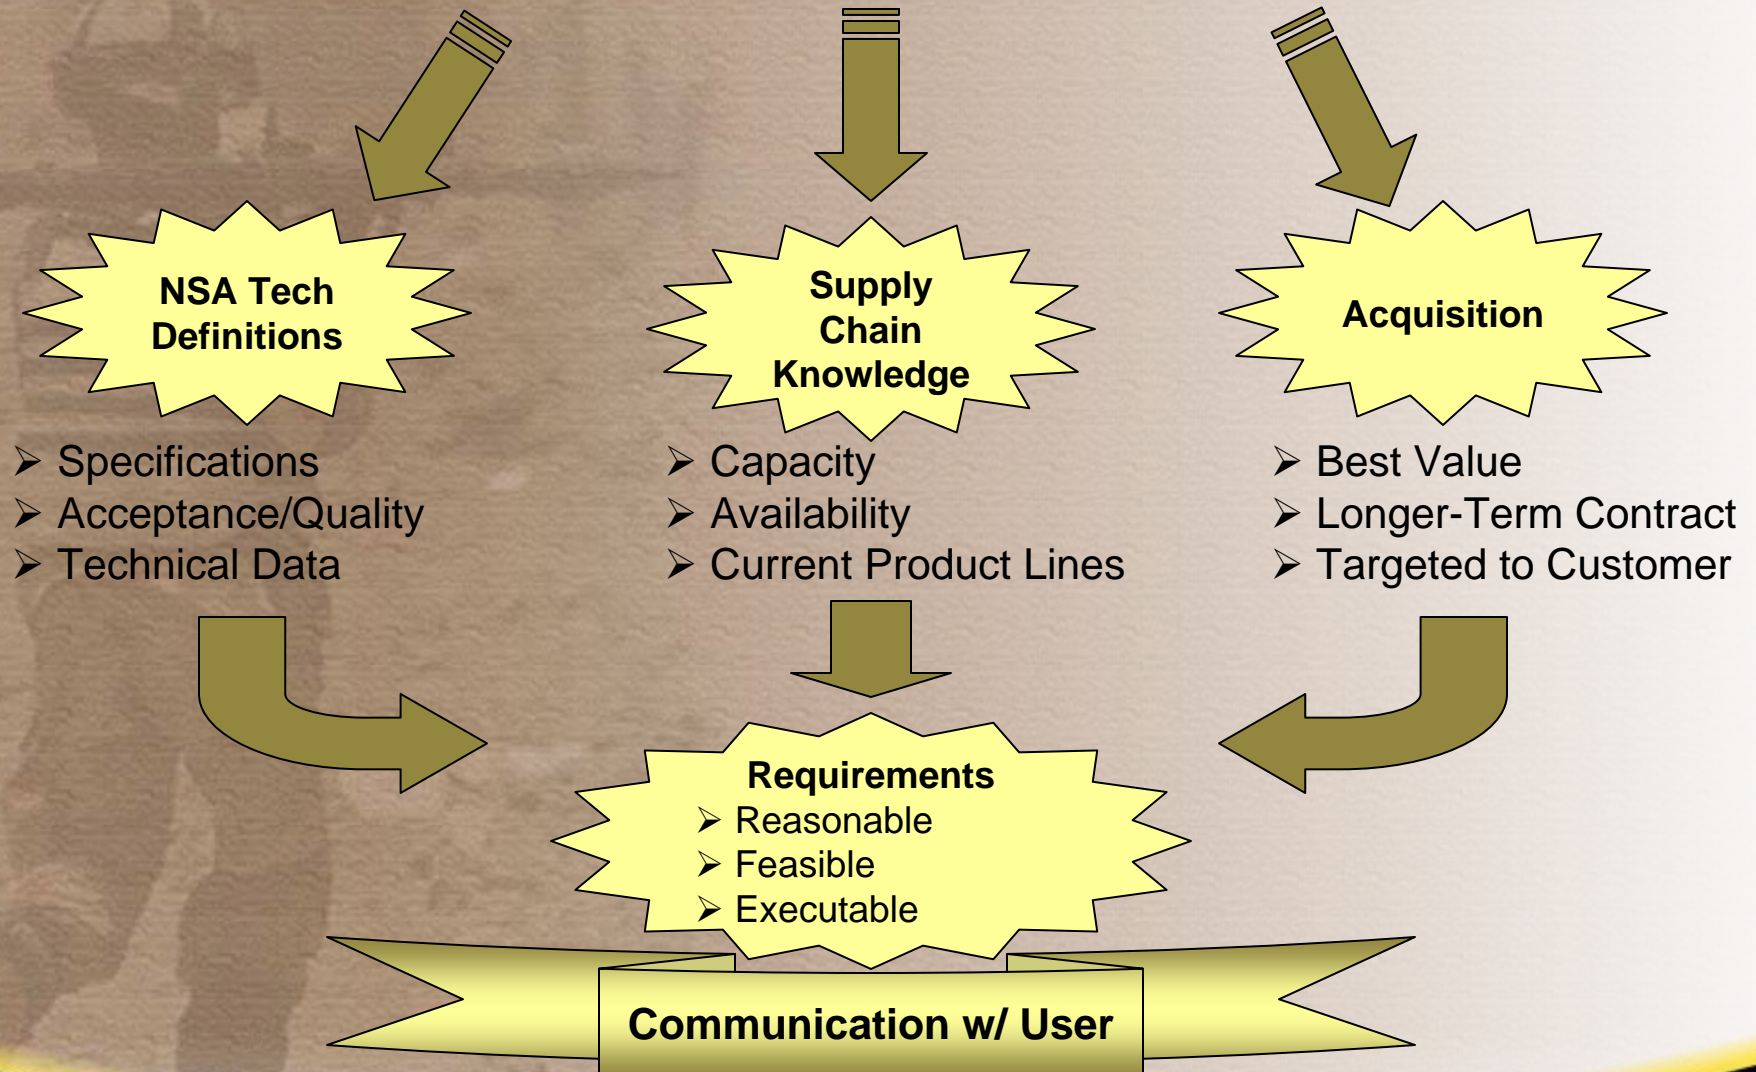 NSA Tech
Definitions
➢ Specifications
➢ Acceptance/Quality
➢ Technical Data
Supply
Chain
Knowledge
➢ Capacity
➢ Availability
➢ Current Product Lines
Acquisition
➢ Best Value
➢ Longer-Term Contract
➢ Targeted to Customer
Requirements
➢ Reasonable
➢ Feasible
➢ Executable
Communication w/ User